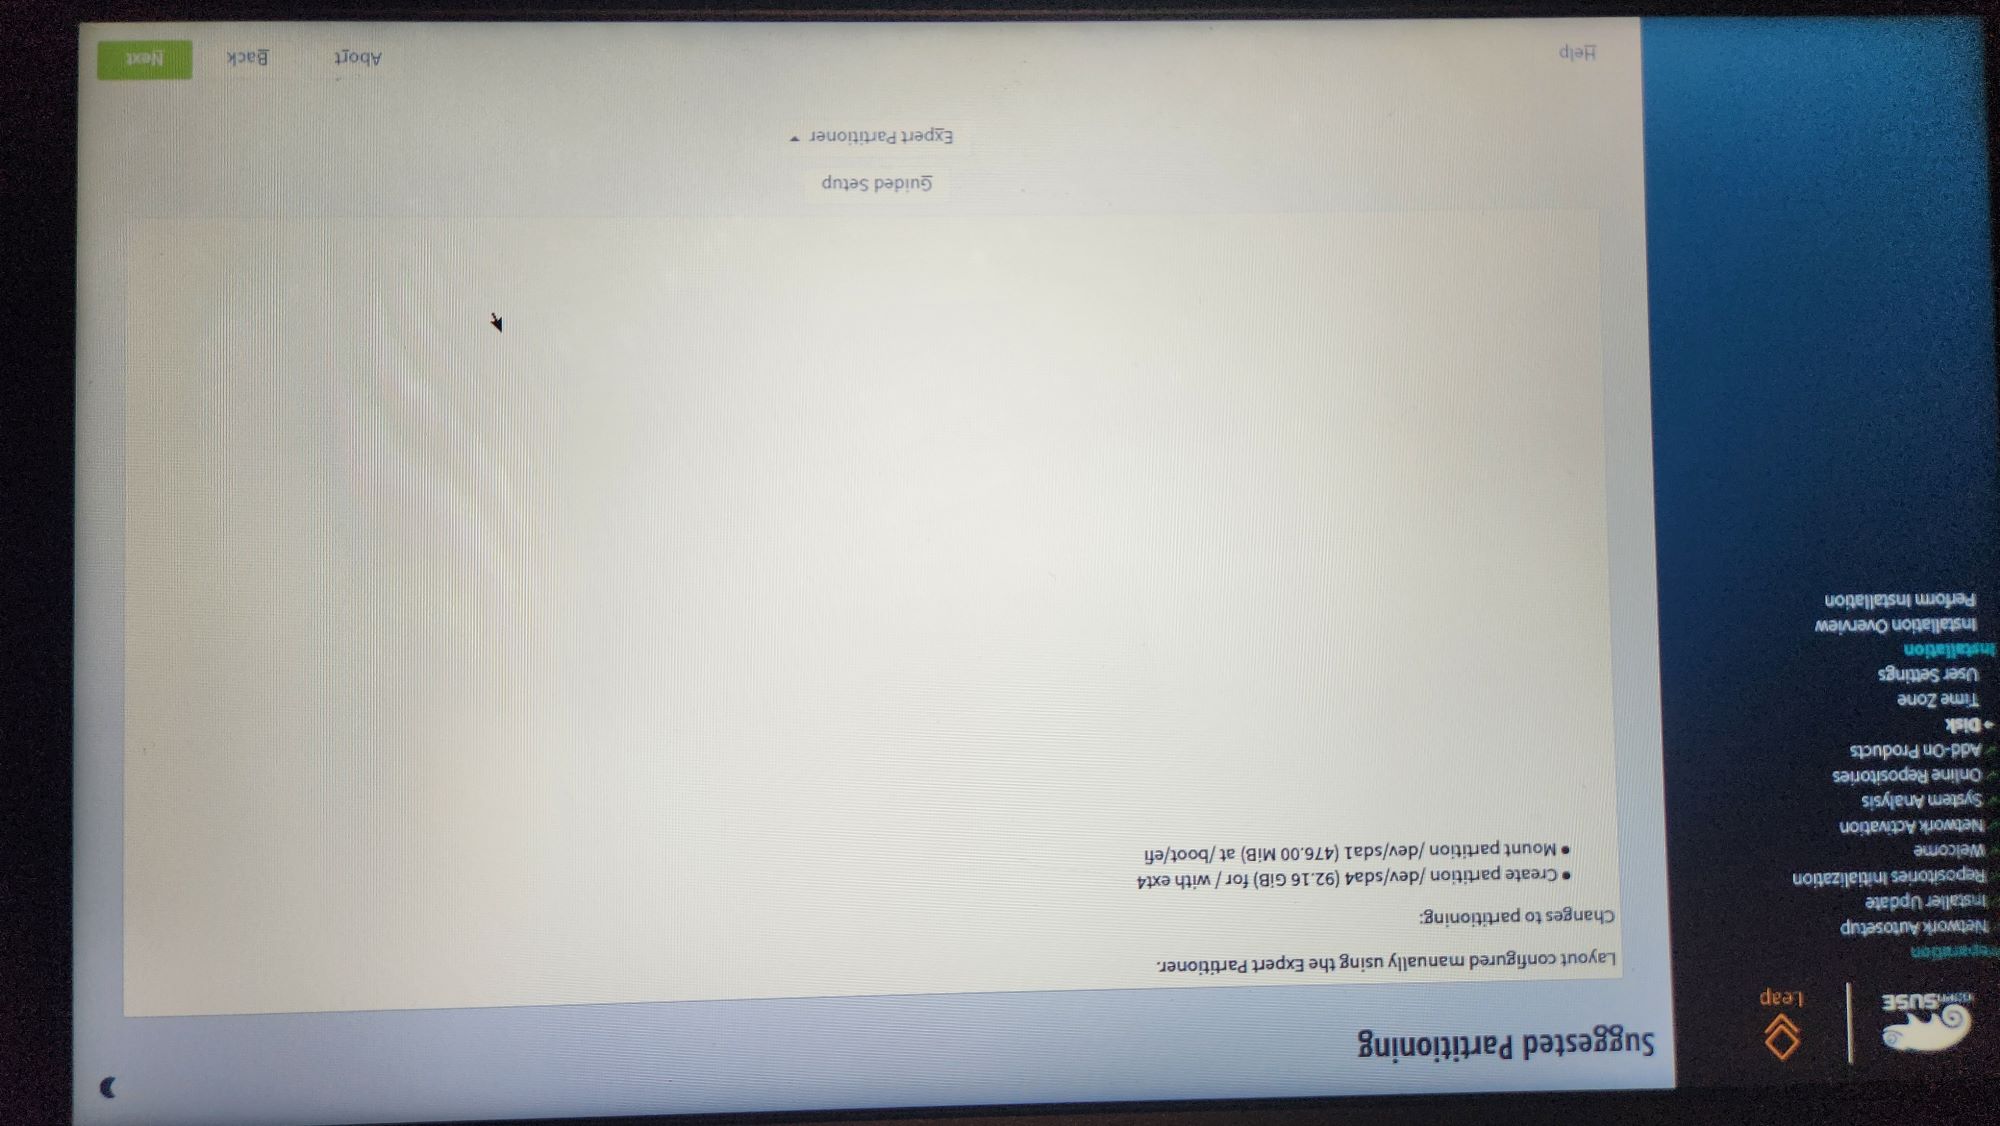 Suggested Partitioning
openSUSE
Leap
Preparation
Network Autosetup
Installer Update
Repositories Initialization
Welcome
Network Activation
System Analysis
Online Repositories
Add-On Products
Disk
Time Zone
User Settings
Installation
Installation Overview
Perform Installation
Layout configured manually using the Expert Partitioner.
Changes to partitioning:
• Create partition /dev/sda4 (92.16 GiB) for / with ext4
• Mount partition /dev/sda1 (476.00 MiB) at /boot/efi
Guided Setup
Expert Partitioner
Help
Abort
Back
Next